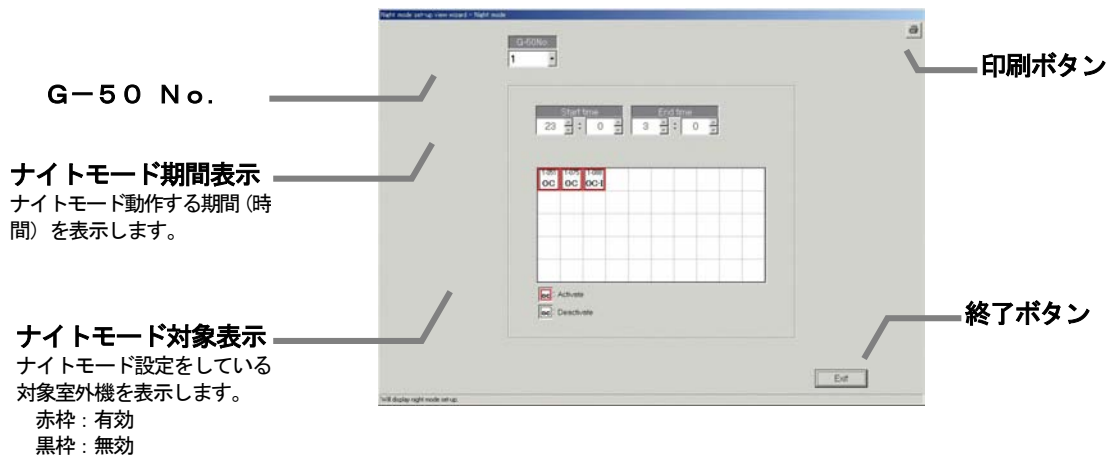 Night mode set-up view wizard - Night mode
G-50No
1
印刷ボタン
G−50 No.
Start time
End time
23 : 0
3 : 0
ナイトモード期間表示
ナイトモード動作する期間(時
間)を表示します。
1-051 1-075
OC OC OC-I
: Activate
OC : Deactivate
ナイトモード対象表示
ナイトモード設定をしている
対象室外機を表示します。
赤枠:有効
黒枠:無効
終了ボタン
Exit
Will display night mode set-up.